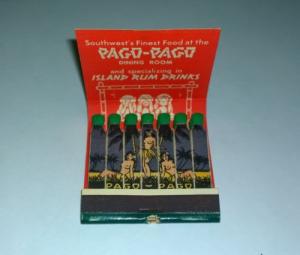 Southwest's Finest Food at the
PAGO-PAGO
DINING ROOM
and specializing in
ISLAND RUM DRINKS
PAGO - PAGO